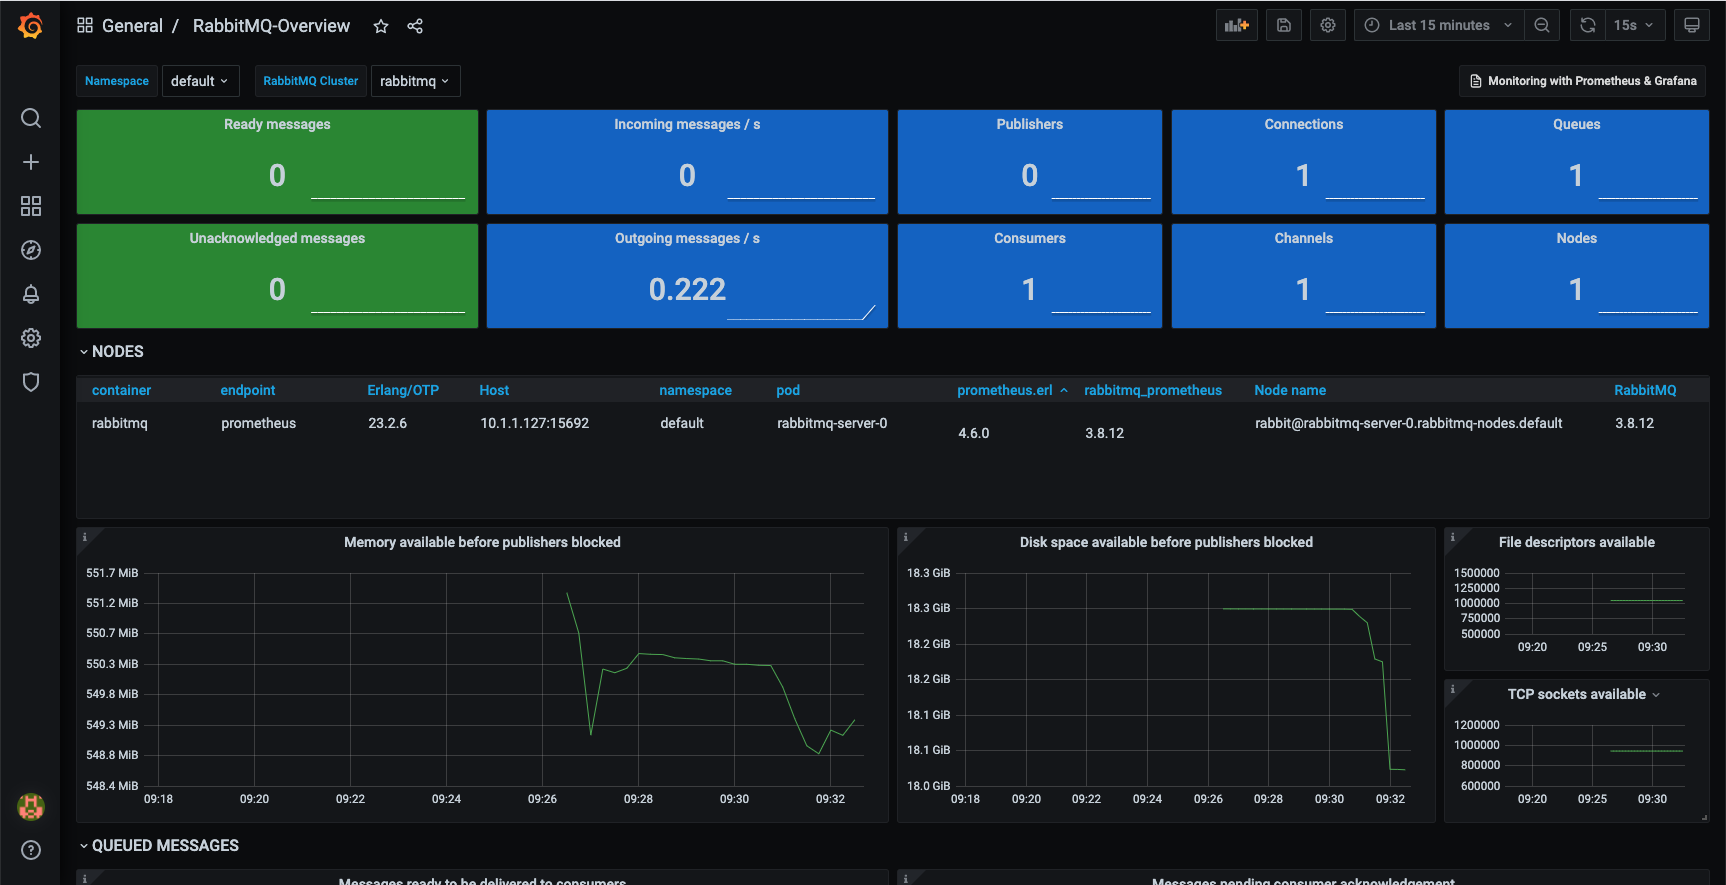 General / RabbitMQ-Overview
Last 15 minutes
15s
Namespace default RabbitMQ Cluster rabbitmq
Monitoring with Prometheus & Grafana
Ready messages
0
Incoming messages / s
0
Publishers
0
Connections
1
Queues
1
Unacknowledged messages
0
Outgoing messages / s
0.222
Consumers
1
Channels
1
Nodes
1
NODES
container endpoint Erlang/OTP Host namespace pod prometheus.erl rabbitmq_prometheus Node name RabbitMQ
rabbitmq prometheus 23.2.6 10.1.1.127:15692 default rabbitmq-server-0 4.6.0 3.8.12 rabbit@rabbitmq-server-0.rabbitmq-nodes.default 3.8.12
Memory available before publishers blocked
551.7 MiB
551.2 MiB
550.7 MiB
550.3 MiB
549.8 MiB
549.3 MiB
548.8 MiB
548.4 MiB
09:18 09:20 09:22 09:24 09:26 09:28 09:30 09:32
Disk space available before publishers blocked
18.3 GiB
18.3 GiB
18.2 GiB
18.2 GiB
18.1 GiB
18.1 GiB
18.0 GiB
09:18 09:20 09:22 09:24 09:26 09:28 09:30 09:32
File descriptors available
1500000
1250000
1000000
750000
500000
09:20 09:25 09:30
TCP sockets available
1200000
1000000
800000
600000
09:20 09:25 09:30
QUEUED MESSAGES
Messages ready to be delivered to consumers
Messages pending consumer acknowledgement